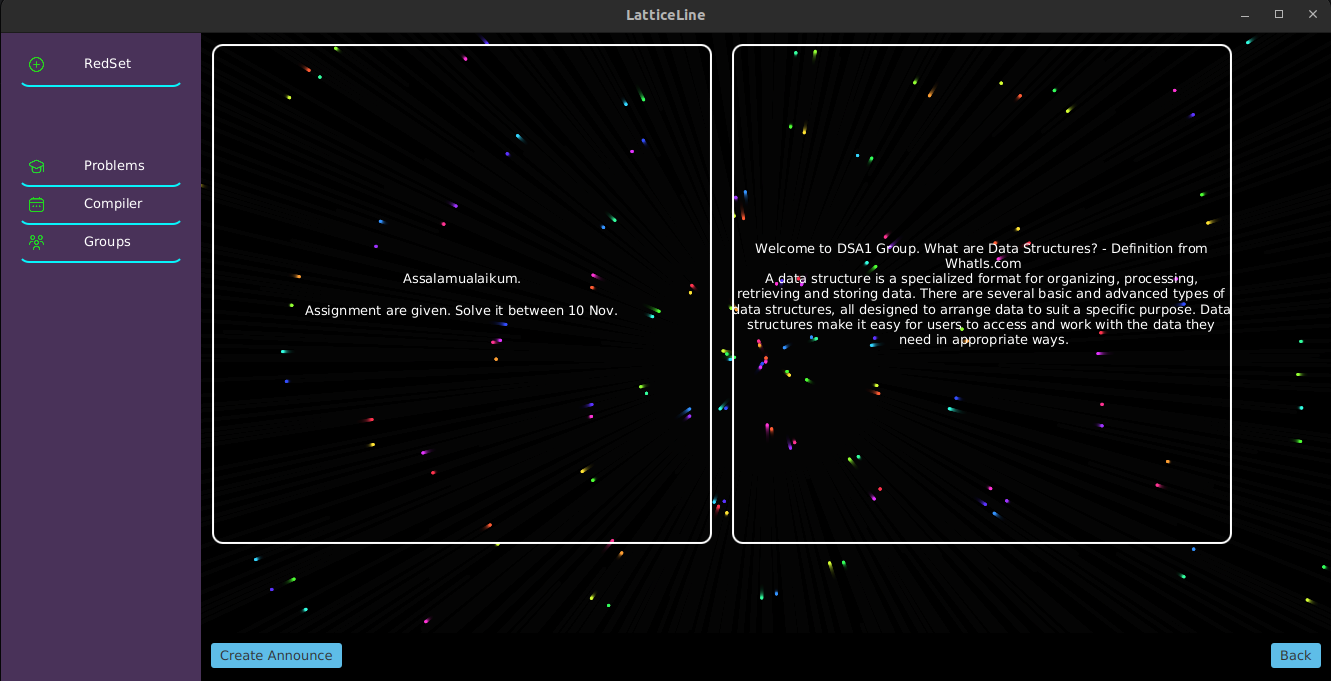 LatticeLine
RedSet
Problems
Compiler
Groups
Assalamualaikum.
Assignment are given. Solve it between 10 Nov.
Welcome to DSA1 Group. What are Data Structures? - Definition from
WhatIs.com
A data structure is a specialized format for organizing, processing,
retrieving and storing data. There are several basic and advanced types of
data structures, all designed to arrange data to suit a specific purpose. Data
structures make it easy for users to access and work with the data they
need in appropriate ways.
Create Announce
Back